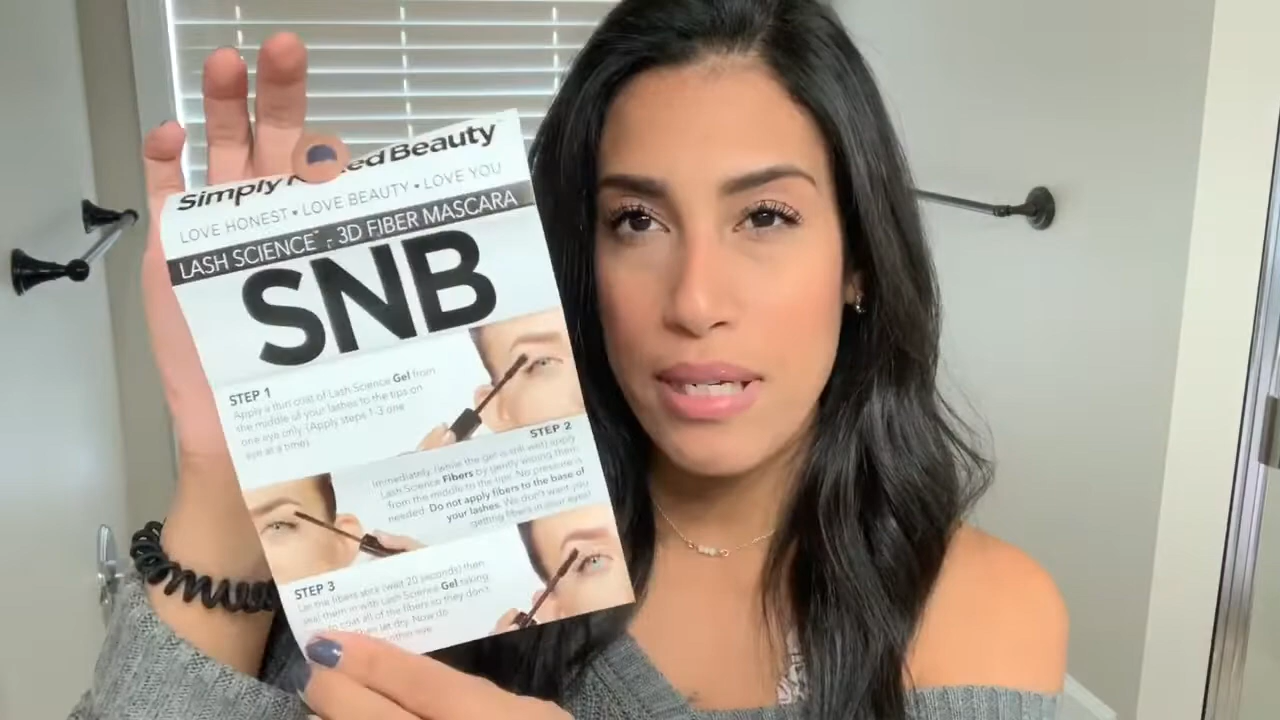 Simply Naked Beauty
LOVE HONEST • LOVE BEAUTY • LOVE YOU
LASH SCIENCE™ - 3D FIBER MASCARA
SNB
STEP 1
Apply a thin coat of Lash Science Gel from
the middle of your lashes to the tips on
one eye only. (Apply steps 1-3 one
eye at a time).
STEP 2
Immediately, (while the gel is still wet) apply
Lash Science Fibers by gently wisping them
from the middle to the tips. No pressure is
needed. Do not apply fibers to the base of
your lashes. We don't want you
getting fibers in your eyes!
STEP 3
Let the fibers stick (wait 20 seconds) then
seal them in with Lash Science Gel taking
to coat all of the fibers so they don't
then let dry. Now do
other eye.